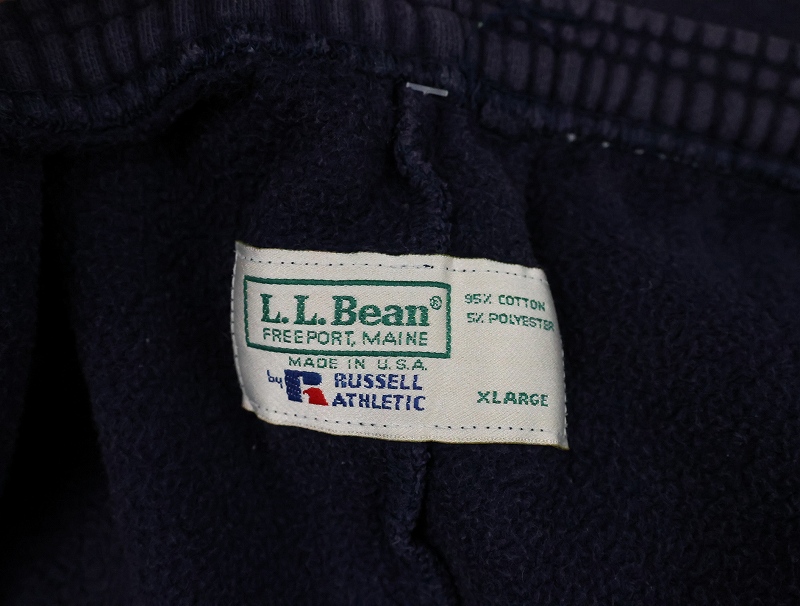 L.L.Bean®
FREEPORT, MAINE
MADE IN U.S.A.
by RUSSELL
ATHLETIC
95% COTTON
5% POLYESTER
XLARGE